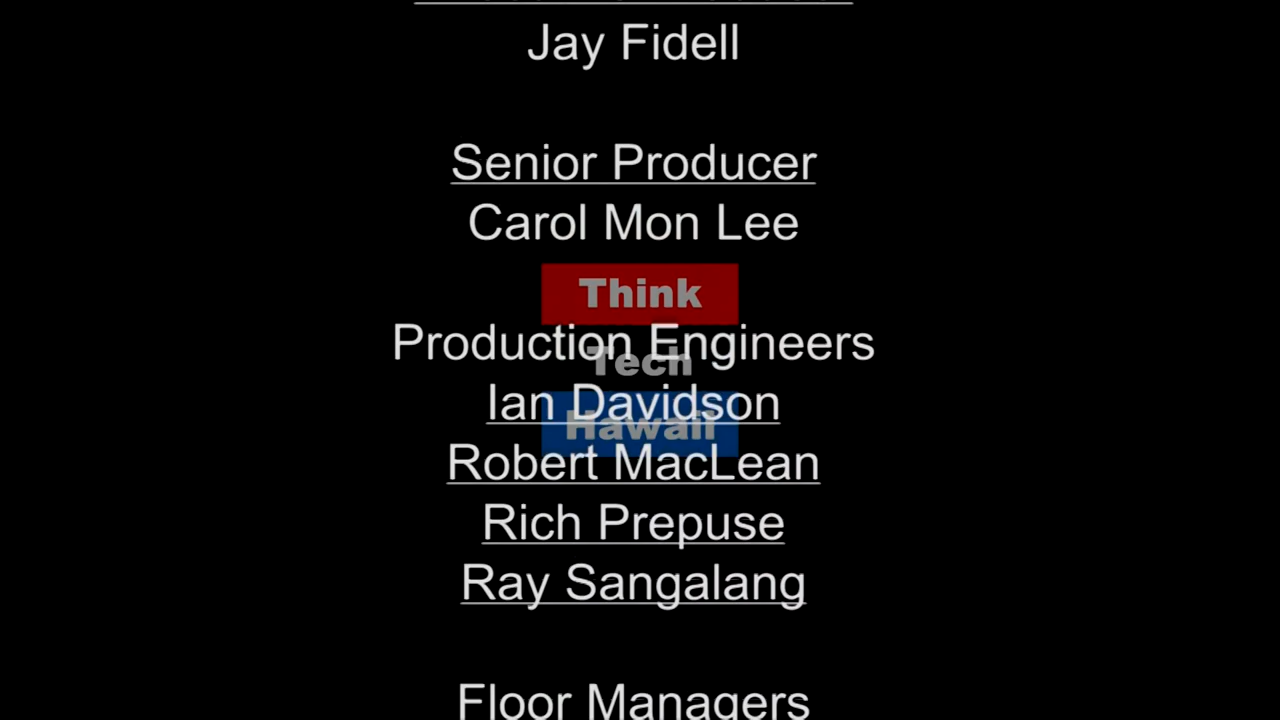 Jay Fidell
Senior Producer
Carol Mon Lee
Think
Production Engineers
Tech
Ian Davidson
Hawaii
Robert MacLean
Rich Prepuse
Ray Sangalang
Floor Managers